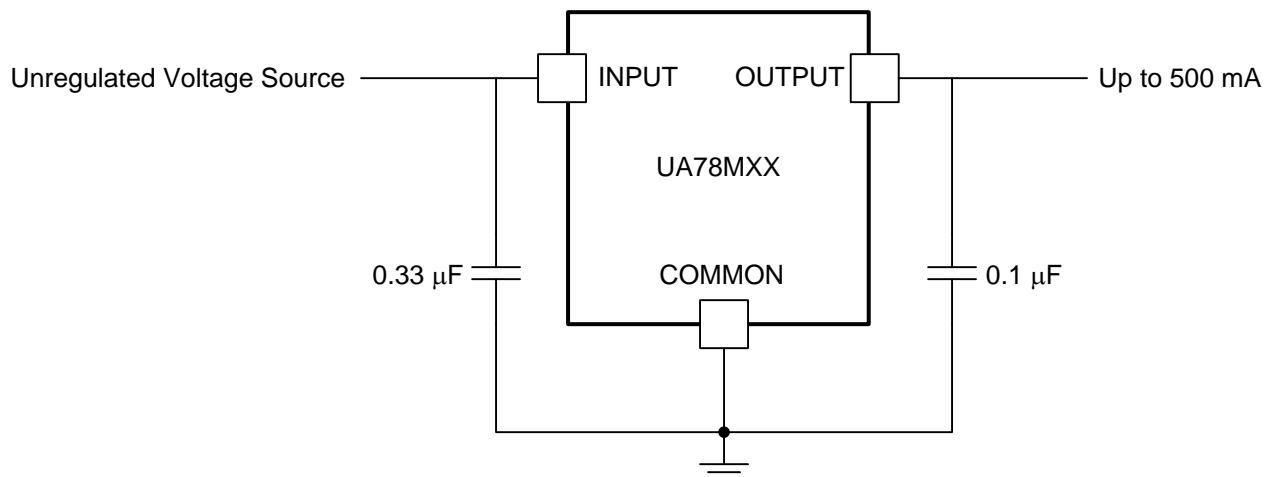 Unregulated Voltage Source
INPUT
OUTPUT
Up to 500 mA
UA78MXX
0.33 μF
COMMON
0.1 μF